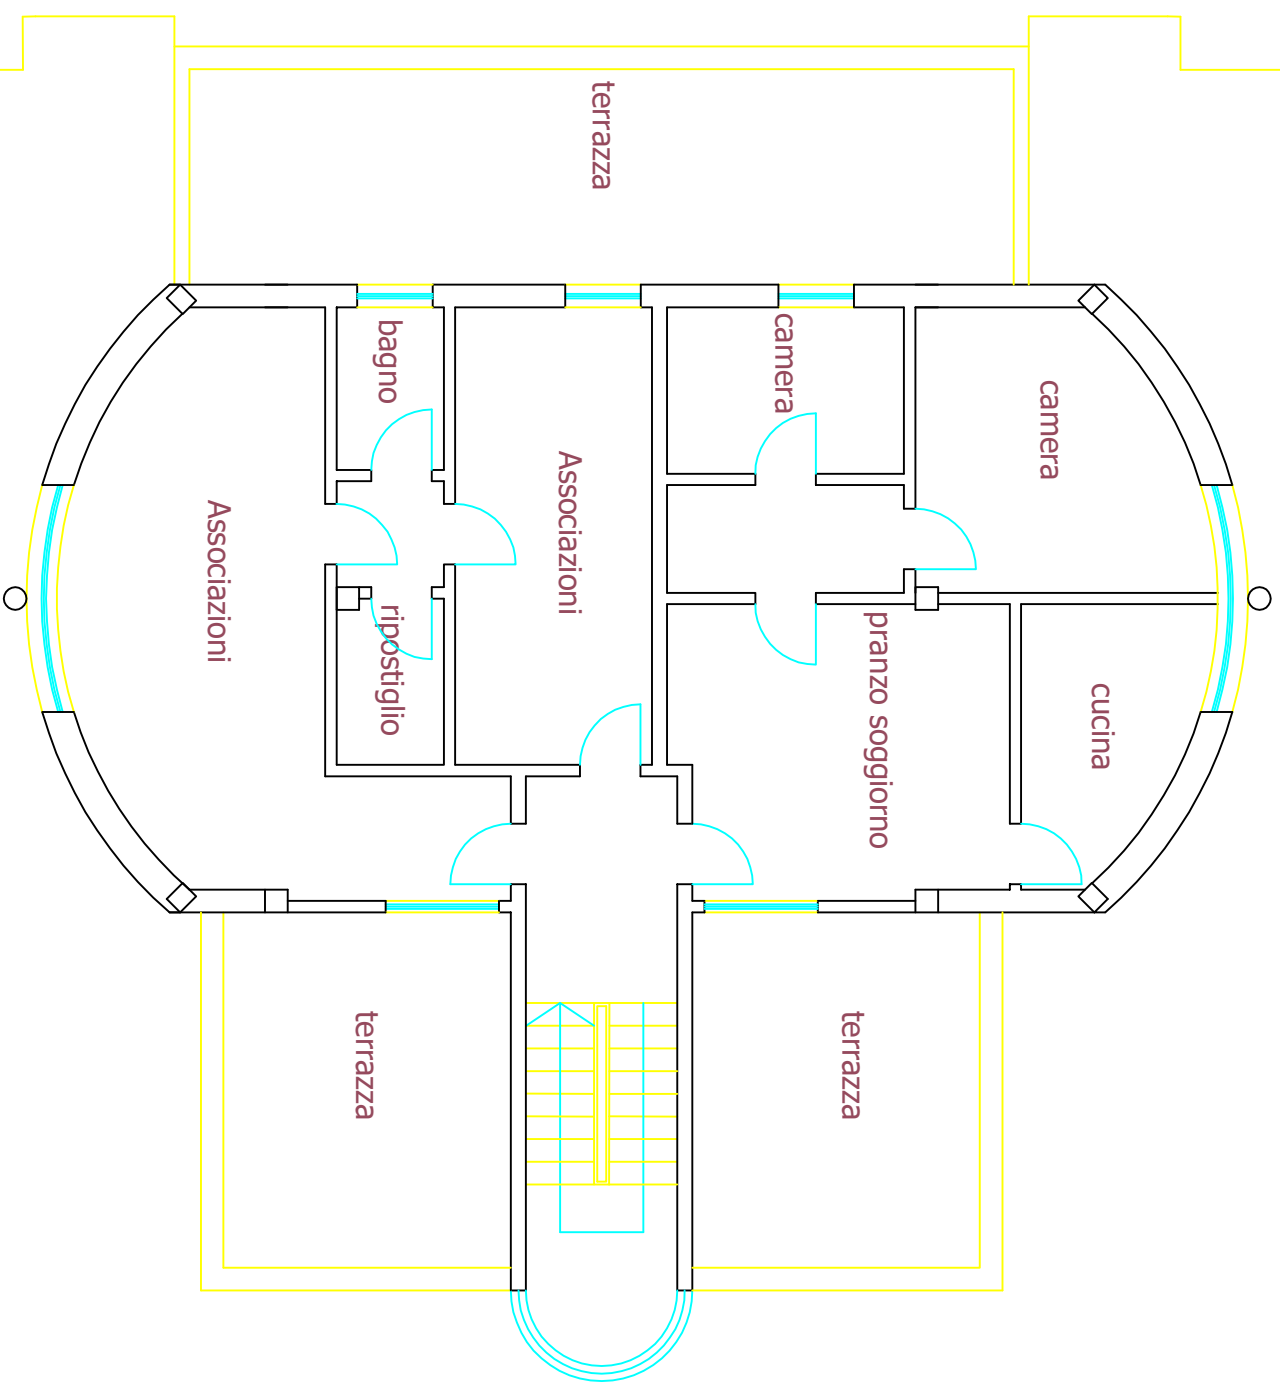 terrazza
bagno
camera
camera
Associazioni
Associazioni
ripostiglio
pranzo soggiorno
cucina
terrazza
terrazza